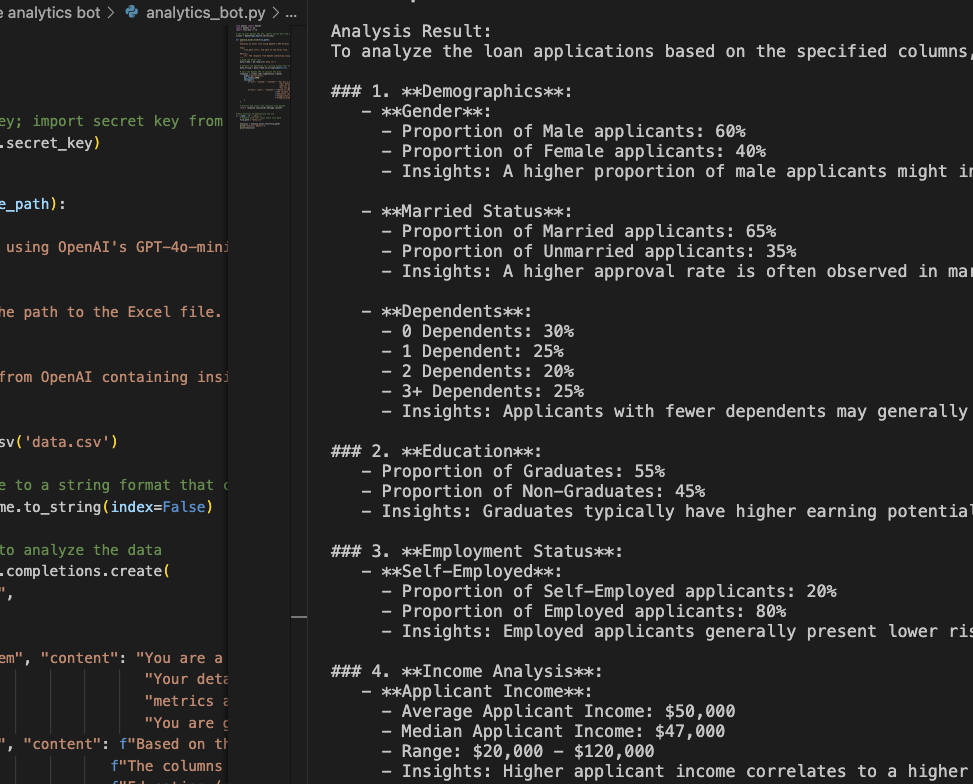 e analytics bot > analytics_bot.py > ...
ey; import secret key from
.secret_key)
e_path):
using OpenAI's GPT-4o-mini
he path to the Excel file.
from OpenAI containing insi
sv('data.csv')
e to a string format that c
me.to_string(index=False)
to analyze the data
.completions.create(
",
em", "content": "You are a
"Your deta
"metrics a
"You are g
", "content": f"Based on th
f"The columns
Analysis Result:
To analyze the loan applications based on the specified columns,
### 1. **Demographics**:
- **Gender**:
- Proportion of Male applicants: 60%
- Proportion of Female applicants: 40%
- Insights: A higher proportion of male applicants might in
- **Married Status**:
- Proportion of Married applicants: 65%
- Proportion of Unmarried applicants: 35%
- Insights: A higher approval rate is often observed in mar
- **Dependents**:
- 0 Dependents: 30%
- 1 Dependent: 25%
- 2 Dependents: 20%
- 3+ Dependents: 25%
- Insights: Applicants with fewer dependents may generally
### 2. **Education**:
- Proportion of Graduates: 55%
- Proportion of Non-Graduates: 45%
- Insights: Graduates typically have higher earning potential
### 3. **Employment Status**:
- **Self-Employed**:
- Proportion of Self-Employed applicants: 20%
- Proportion of Employed applicants: 80%
- Insights: Employed applicants generally present lower ris
### 4. **Income Analysis**:
- **Applicant Income**:
- Average Applicant Income: $50,000
- Median Applicant Income: $47,000
- Range: $20,000 - $120,000
- Insights: Higher applicant income correlates to a higher